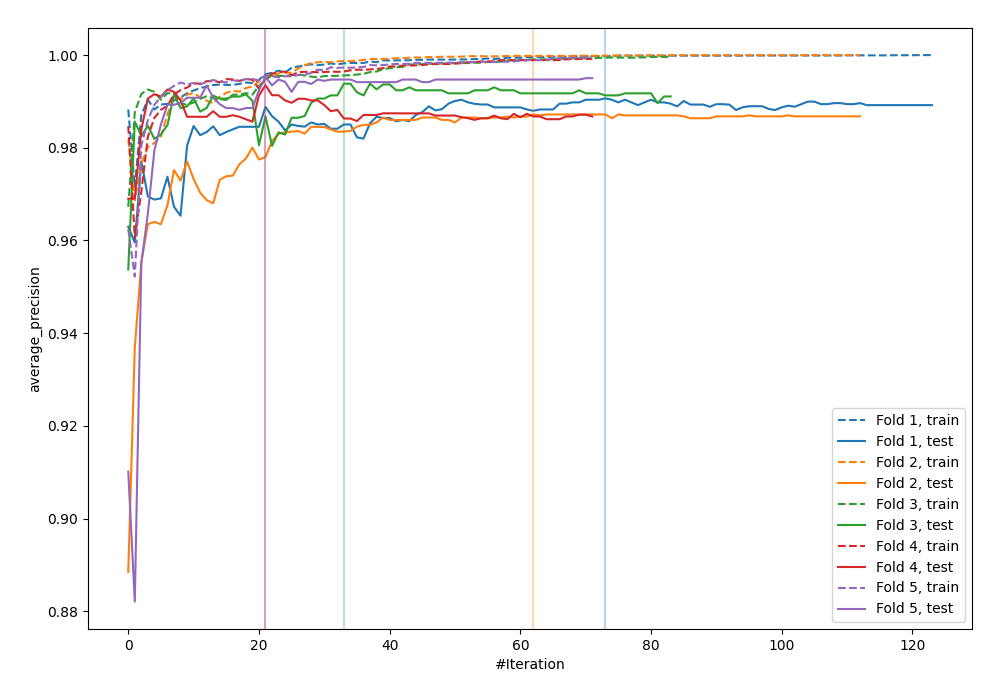 1.00
0.98
0.96
0.94
0.92
0.90
0.88
average_precision
0 20 40 60 80 100 120
#Iteration
Fold 1, train
Fold 1, test
Fold 2, train
Fold 2, test
Fold 3, train
Fold 3, test
Fold 4, train
Fold 4, test
Fold 5, train
Fold 5, test